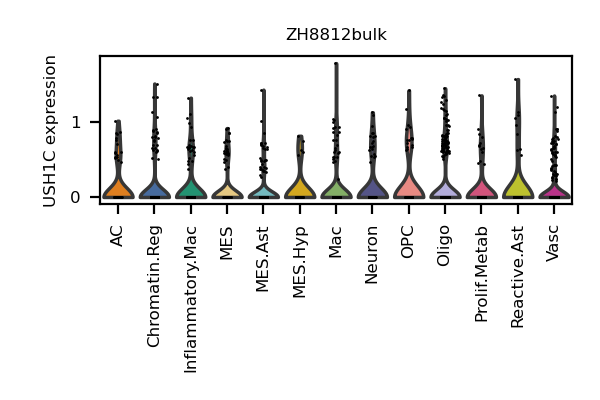 ZH8812bulk
USH1C expression
1
0
AC
Chromatin.Reg
Inflammatory.Mac
MES
MES.Ast
MES.Hyp
Mac
Neuron
OPC
Oligo
Prolif.Metab
Reactive.Ast
Vasc